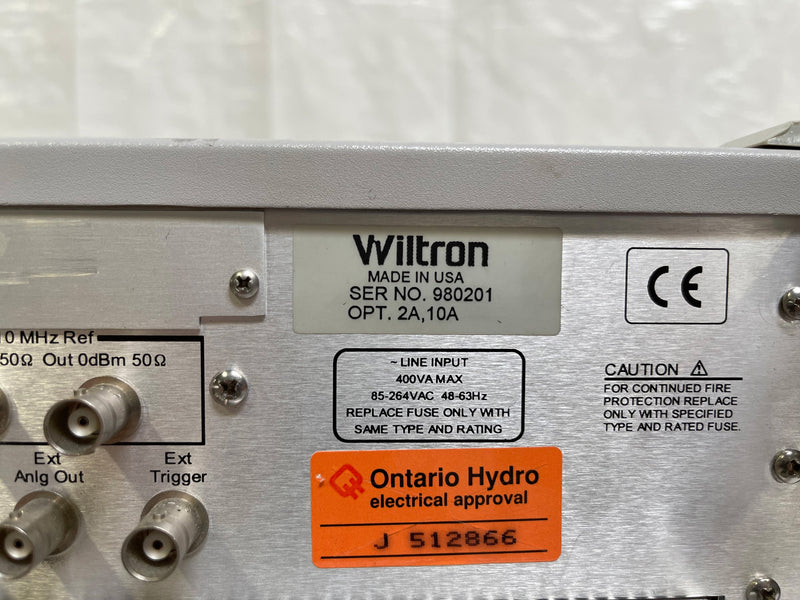 Wiltron
MADE IN USA
SER NO. 980201
OPT. 2A,10A
CE
10 MHz Ref
50Ω Out 0dBm 50Ω
~ LINE INPUT
400VA MAX
85-264VAC 48-63Hz
REPLACE FUSE ONLY WITH
SAME TYPE AND RATING
CAUTION ⚠
FOR CONTINUED FIRE
PROTECTION REPLACE
ONLY WITH SPECIFIED
TYPE AND RATED FUSE.
Ext
Anlg Out
Ext
Trigger
Ontario Hydro
electrical approval
J 512866